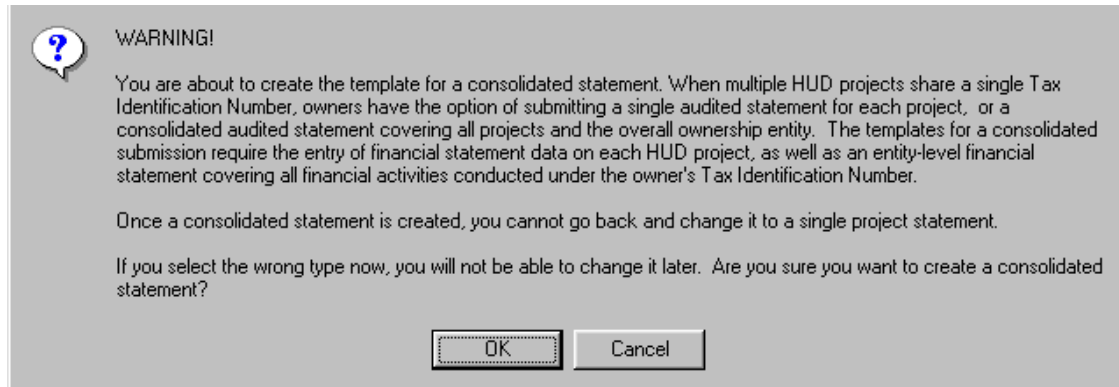 WARNING!
You are about to create the template for a consolidated statement. When multiple HUD projects share a single Tax
Identification Number, owners have the option of submitting a single audited statement for each project,  or a
consolidated audited statement covering all projects and the overall ownership entity.  The templates for a consolidated
submission require the entry of financial statement data on each HUD project, as well as an entity-level financial
statement covering all financial activities conducted under the owner's Tax Identification Number.
Once a consolidated statement is created, you cannot go back and change it to a single project statement.
If you select the wrong type now, you will not be able to change it later.  Are you sure you want to create a consolidated
statement?
OK Cancel